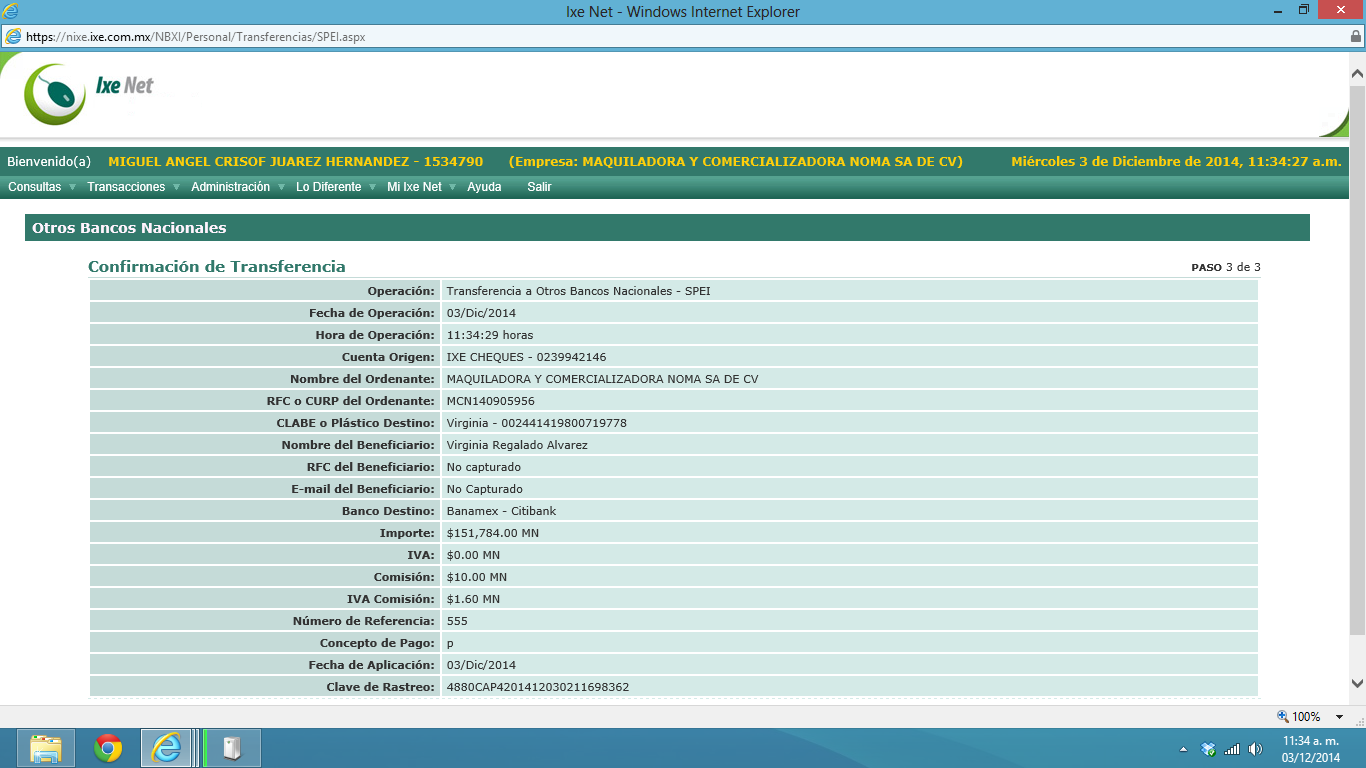 Ixe Net - Windows Internet Explorer
https://nixe.ixe.com.mx/NBXI/Personal/Transferencias/SPEI.aspx
Ixe Net
Bienvenido(a) MIGUEL ANGEL CRISOF JUAREZ HERNANDEZ - 1534790 (Empresa: MAQUILADORA Y COMERCIALIZADORA NOMA SA DE CV) Miércoles 3 de Diciembre de 2014, 11:34:27 a.m.
Consultas Transacciones Administración Lo Diferente Mi Ixe Net Ayuda Salir
Otros Bancos Nacionales
Confirmación de Transferencia PASO 3 de 3
Operación: Transferencia a Otros Bancos Nacionales - SPEI
Fecha de Operación: 03/Dic/2014
Hora de Operación: 11:34:29 horas
Cuenta Origen: IXE CHEQUES - 0239942146
Nombre del Ordenante: MAQUILADORA Y COMERCIALIZADORA NOMA SA DE CV
RFC o CURP del Ordenante: MCN140905956
CLABE o Plástico Destino: Virginia - 002441419800719778
Nombre del Beneficiario: Virginia Regalado Alvarez
RFC del Beneficiario: No capturado
E-mail del Beneficiario: No Capturado
Banco Destino: Banamex - Citibank
Importe: $151,784.00 MN
IVA: $0.00 MN
Comisión: $10.00 MN
IVA Comisión: $1.60 MN
Número de Referencia: 555
Concepto de Pago: p
Fecha de Aplicación: 03/Dic/2014
Clave de Rastreo: 4880CAP4201412030211698362
100%
11:34 a. m.
03/12/2014